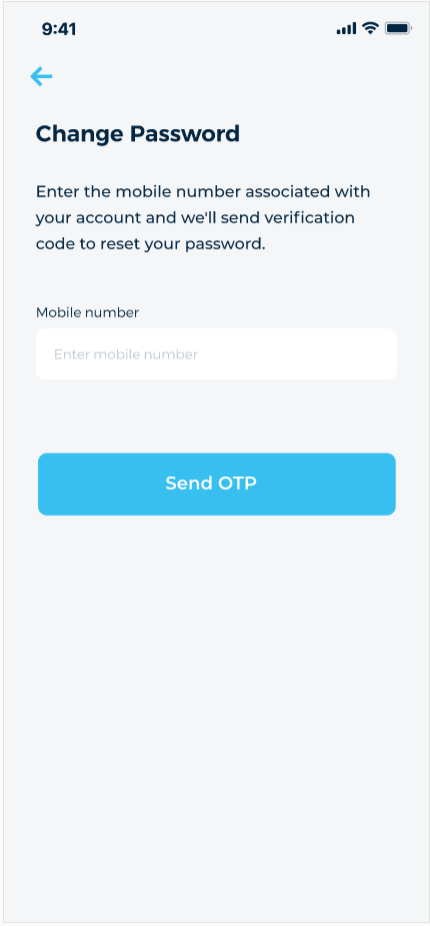 9:41
Change Password
Enter the mobile number associated with
your account and we'll send verification
code to reset your password.
Mobile number
Enter mobile number
Send OTP